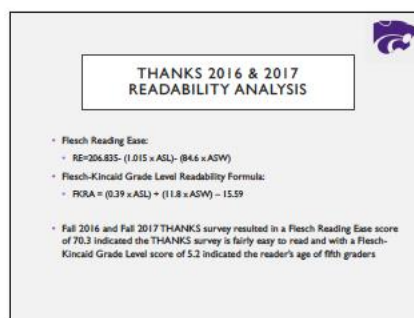 THANKS 2016 & 2017
READABILITY ANALYSIS
• Flesch Reading Ease:
• RE=206.835- (1.015 x ASL)- (84.6 x ASW)
• Flesch-Kincaid Grade Level Readability Formula:
• FKRA = (0.39 x ASL) + (11.8 x ASW) – 15.59
• Fall 2016 and Fall 2017 THANKS survey resulted in a Flesch Reading Ease score
of 70.3 indicated the THANKS survey is fairly easy to read and with a Flesch-
Kincaid Grade Level score of 5.2 indicated the reader's age of fifth graders